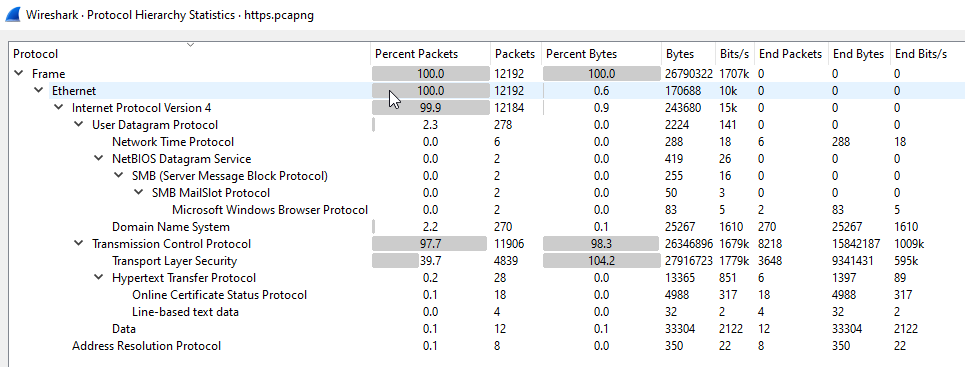 Wireshark · Protocol Hierarchy Statistics · https.pcapng
Protocol Percent Packets Packets Percent Bytes Bytes Bits/s End Packets End Bytes End Bits/s
Frame 100.0 12192 100.0 26790322 1707k 0 0 0
Ethernet 100.0 12192 0.6 170688 10k 0 0 0
Internet Protocol Version 4 99.9 12184 0.9 243680 15k 0 0 0
User Datagram Protocol 2.3 278 0.0 2224 141 0 0 0
Network Time Protocol 0.0 6 0.0 288 18 6 288 18
NetBIOS Datagram Service 0.0 2 0.0 419 26 0 0 0
SMB (Server Message Block Protocol) 0.0 2 0.0 255 16 0 0 0
SMB MailSlot Protocol 0.0 2 0.0 50 3 0 0 0
Microsoft Windows Browser Protocol 0.0 2 0.0 83 5 2 83 5
Domain Name System 2.2 270 0.1 25267 1610 270 25267 1610
Transmission Control Protocol 97.7 11906 98.3 26346896 1679k 8218 15842187 1009k
Transport Layer Security 39.7 4839 104.2 27916723 1779k 3648 9341431 595k
Hypertext Transfer Protocol 0.2 28 0.0 13365 851 6 1397 89
Online Certificate Status Protocol 0.1 18 0.0 4988 317 18 4988 317
Line-based text data 0.0 4 0.0 32 2 4 32 2
Data 0.1 12 0.1 33304 2122 12 33304 2122
Address Resolution Protocol 0.1 8 0.0 350 22 8 350 22